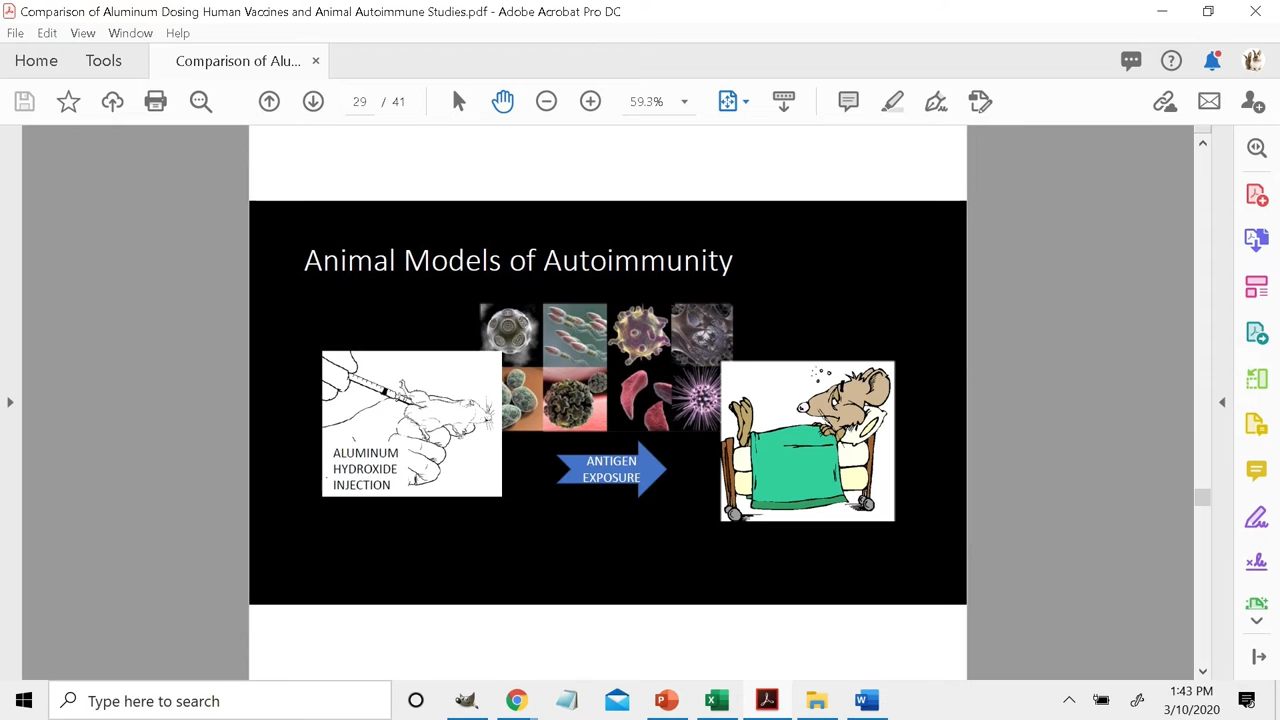 Comparison of Aluminum Dosing Human Vaccines and Animal Autoimmune Studies.pdf - Adobe Acrobat Pro DC
File Edit View Window Help
Home Tools Comparison of Alu... ×
29 / 41 59.3%
Animal Models of Autoimmunity
ALUMINUM
HYDROXIDE
INJECTION
ANTIGEN
EXPOSURE
Type here to search
1:43 PM
3/10/2020